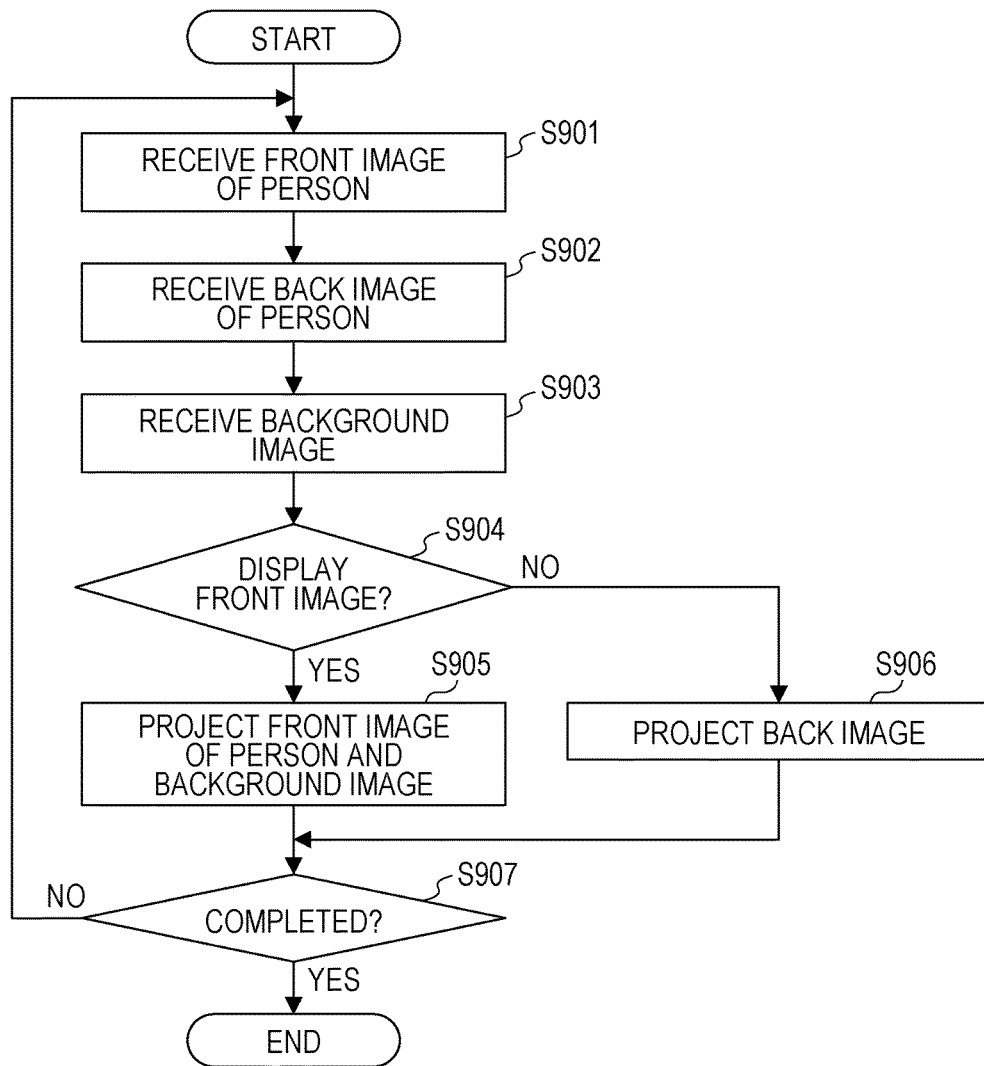 START
S901
RECEIVE FRONT IMAGE
OF PERSON
S902
RECEIVE BACK IMAGE
OF PERSON
S903
RECEIVE BACKGROUND
IMAGE
S904
DISPLAY
FRONT IMAGE?
NO
YES
S905
PROJECT FRONT IMAGE
OF PERSON AND
BACKGROUND IMAGE
S906
PROJECT BACK IMAGE
S907
NO
COMPLETED?
YES
END